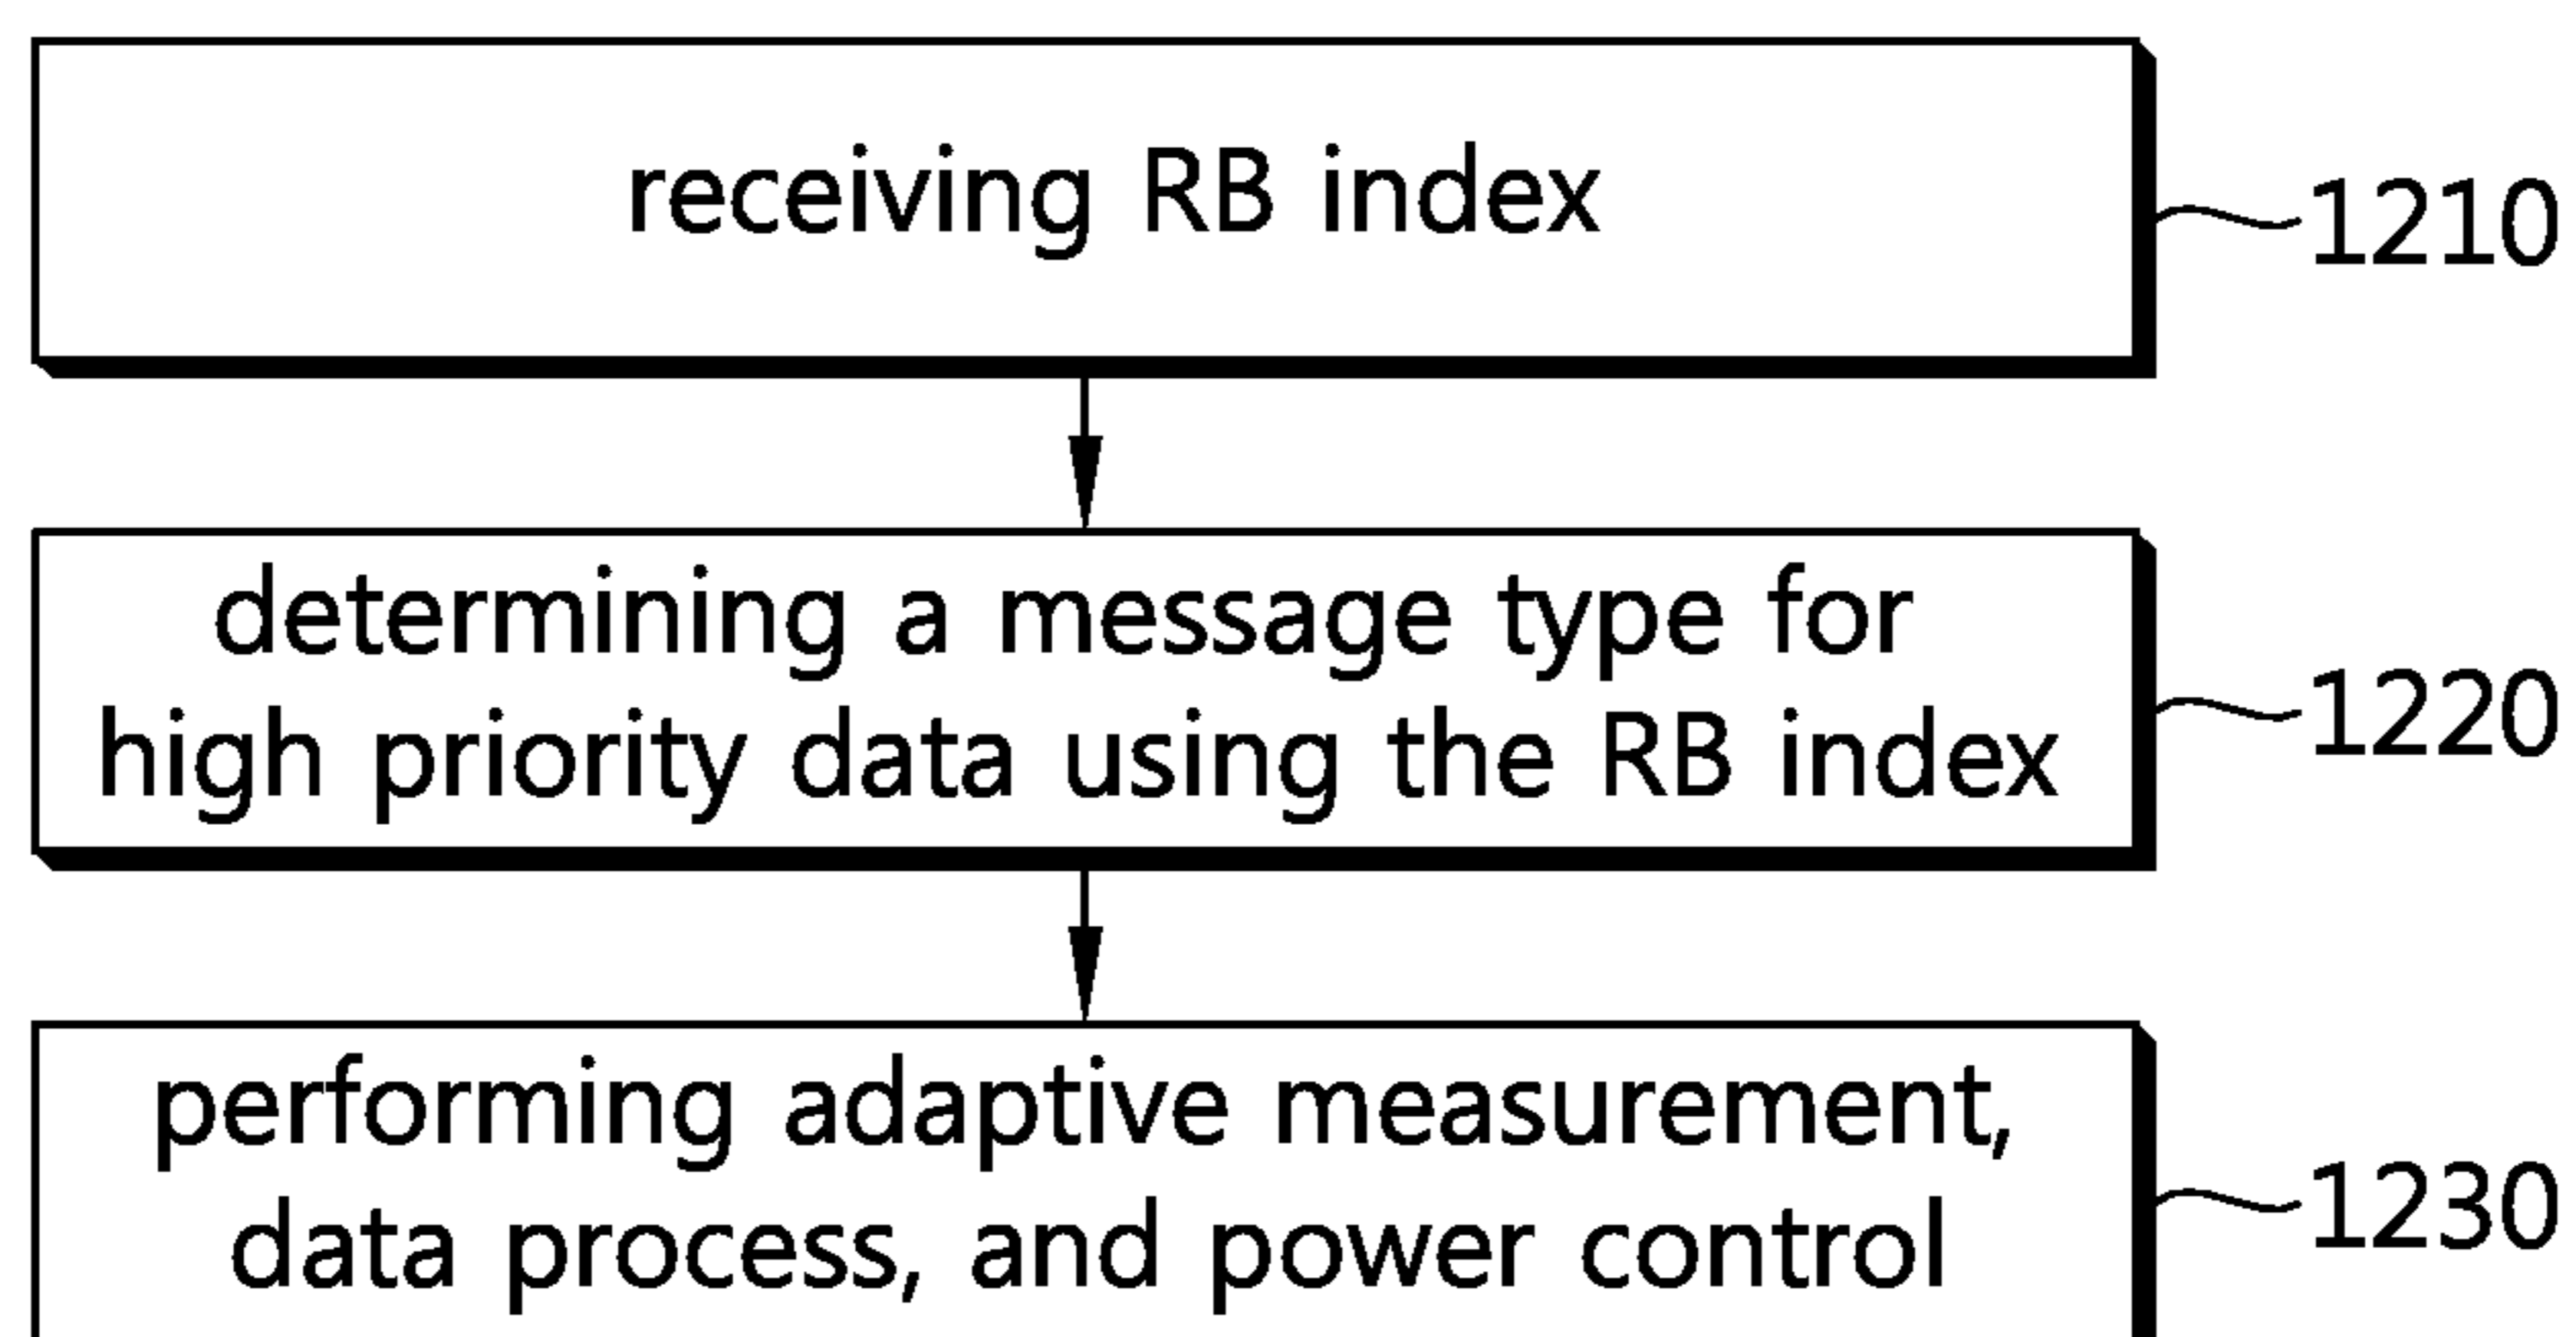 receiving RB index
1210
determining a message type for
high priority data using the RB index
1220
performing adaptive measurement,
data process, and power control
1230